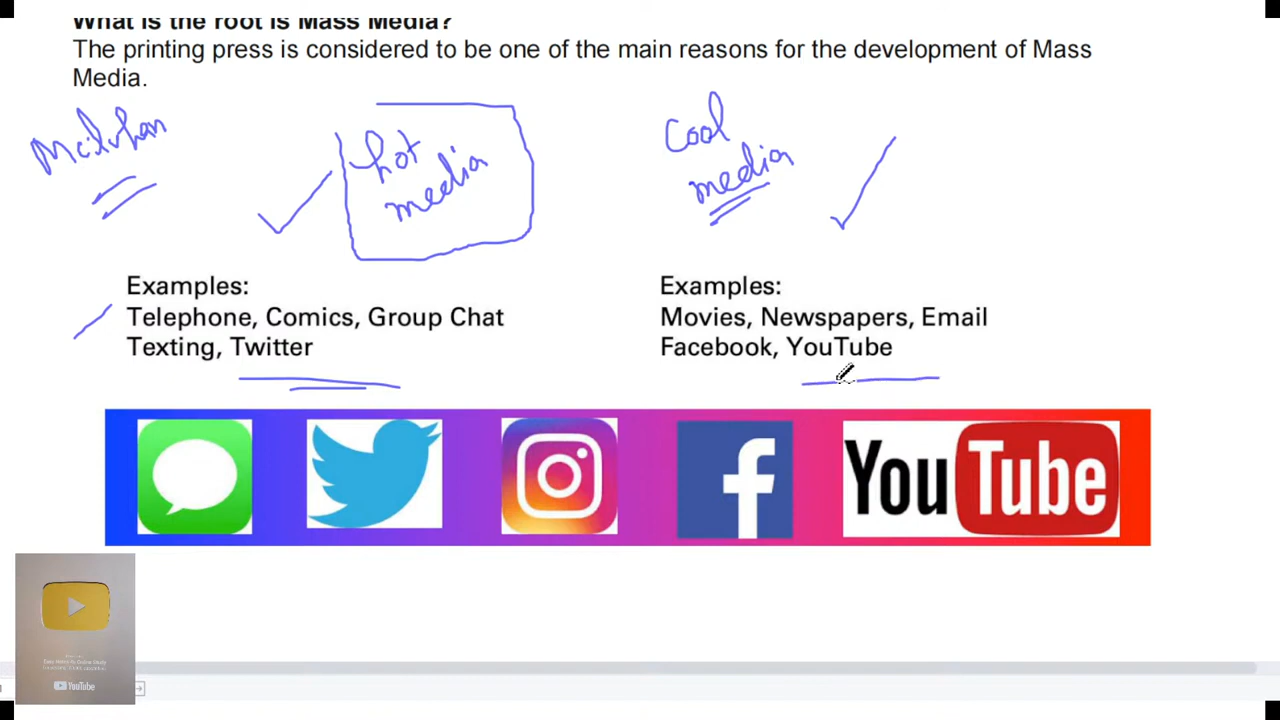 What is the root is Mass Media?
The printing press is considered to be one of the main reasons for the development of Mass
Media.
hot
media
Cool
media
Examples:
Telephone, Comics, Group Chat
Texting, Twitter
Examples:
Movies, Newspapers, Email
Facebook, YouTube
f
YouTube
YouTube